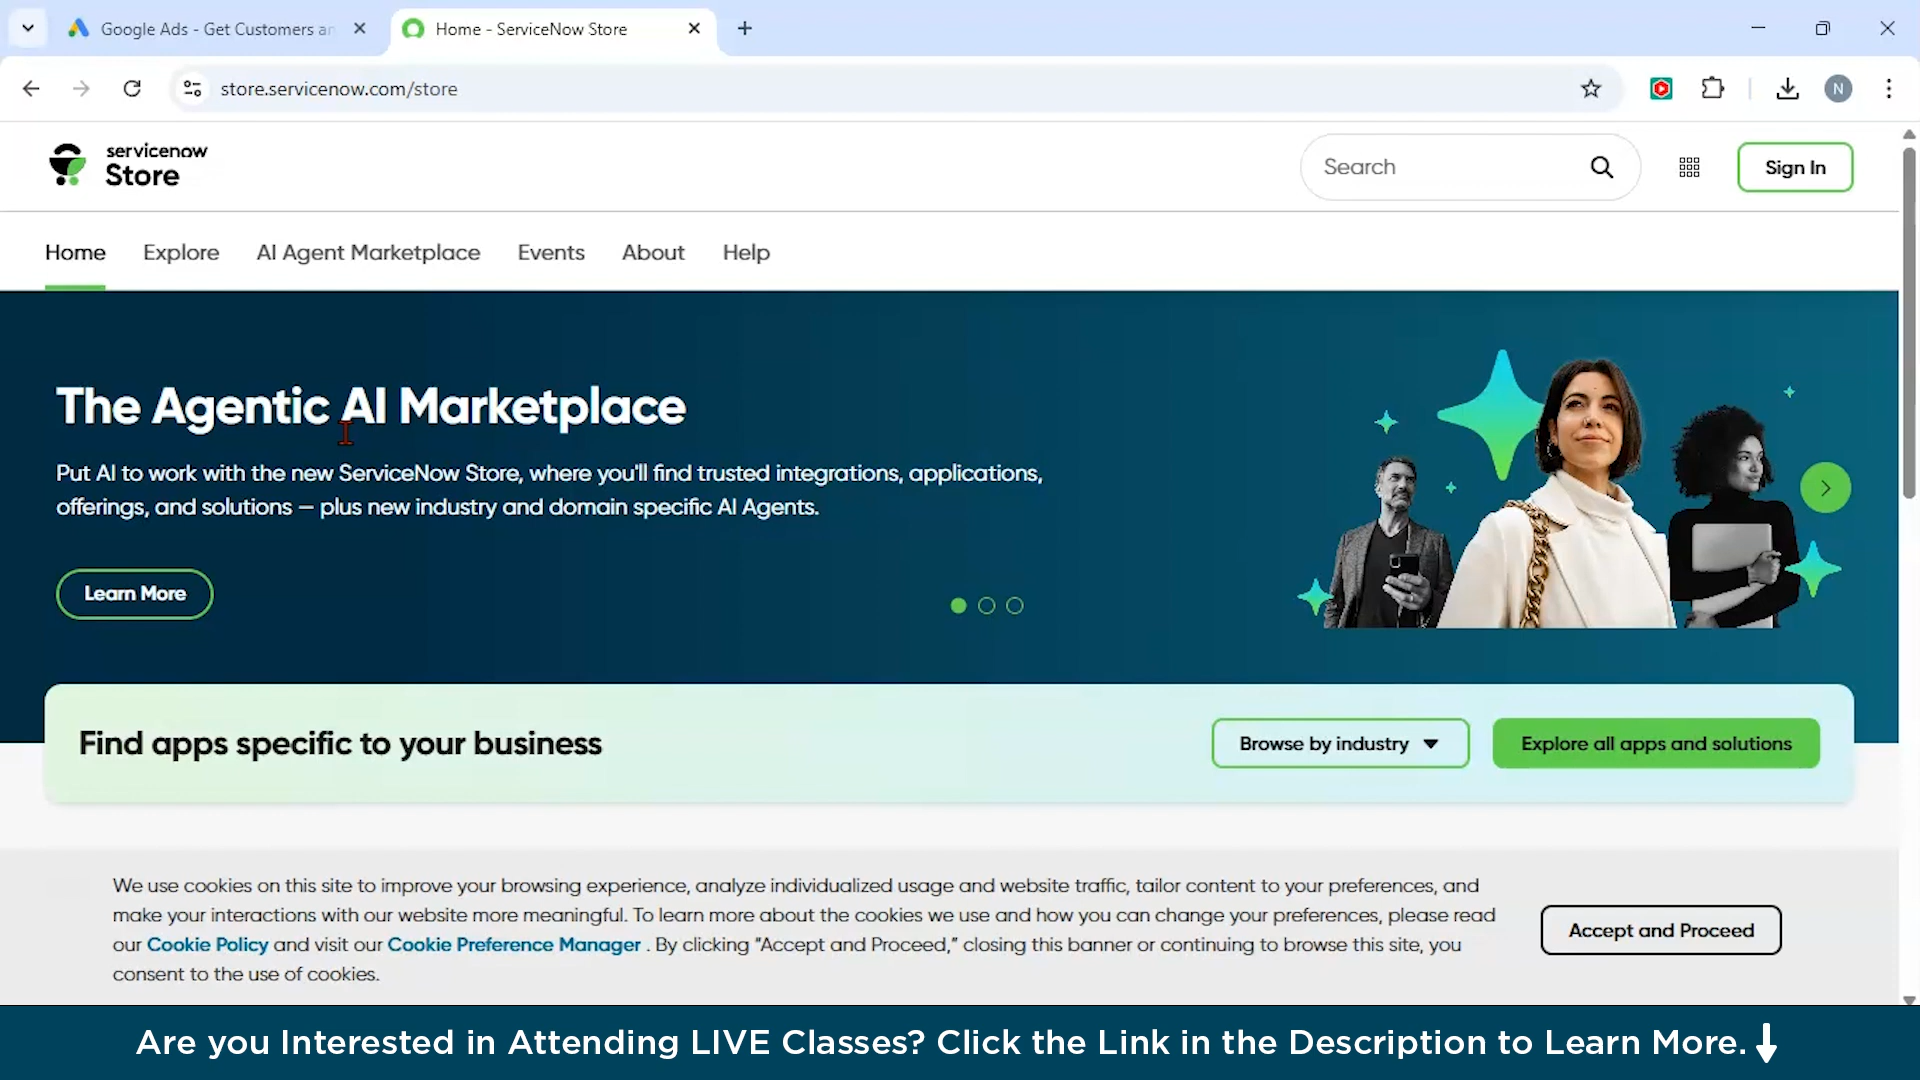 Google Ads - Get Customers an
Home - ServiceNow Store
store.servicenow.com/store
N
servicenow
Store
Search
Sign In
Home
Explore
AI Agent Marketplace
Events
About
Help
The Agentic AI Marketplace
Put AI to work with the new ServiceNow Store, where you'll find trusted integrations, applications,
offerings, and solutions — plus new industry and domain specific AI Agents.
Learn More
Find apps specific to your business
Browse by industry
Explore all apps and solutions
We use cookies on this site to improve your browsing experience, analyze individualized usage and website traffic, tailor content to your preferences, and
make your interactions with our website more meaningful. To learn more about the cookies we use and how you can change your preferences, please read
our Cookie Policy and visit our Cookie Preference Manager . By clicking "Accept and Proceed," closing this banner or continuing to browse this site, you
consent to the use of cookies.
Accept and Proceed
Are you Interested in Attending LIVE Classes? Click the Link in the Description to Learn More.